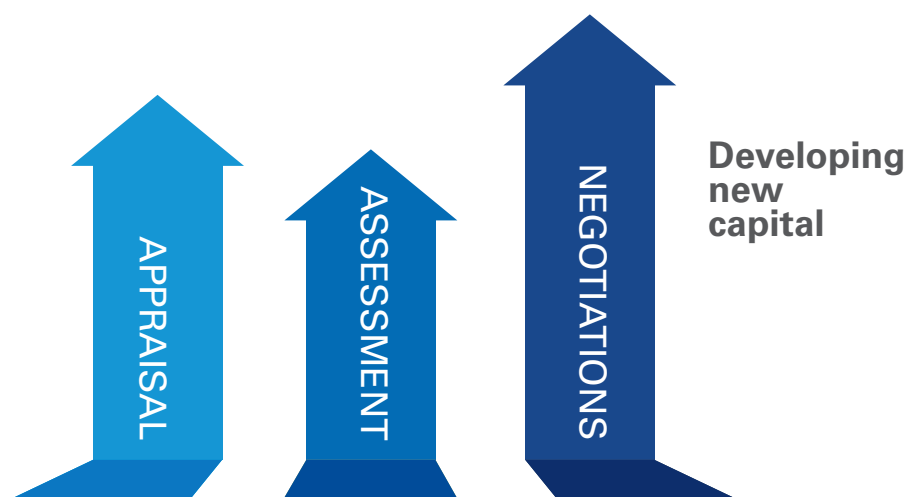 APPRAISAL
ASSESSMENT
NEGOTIATIONS
Developing
new
capital